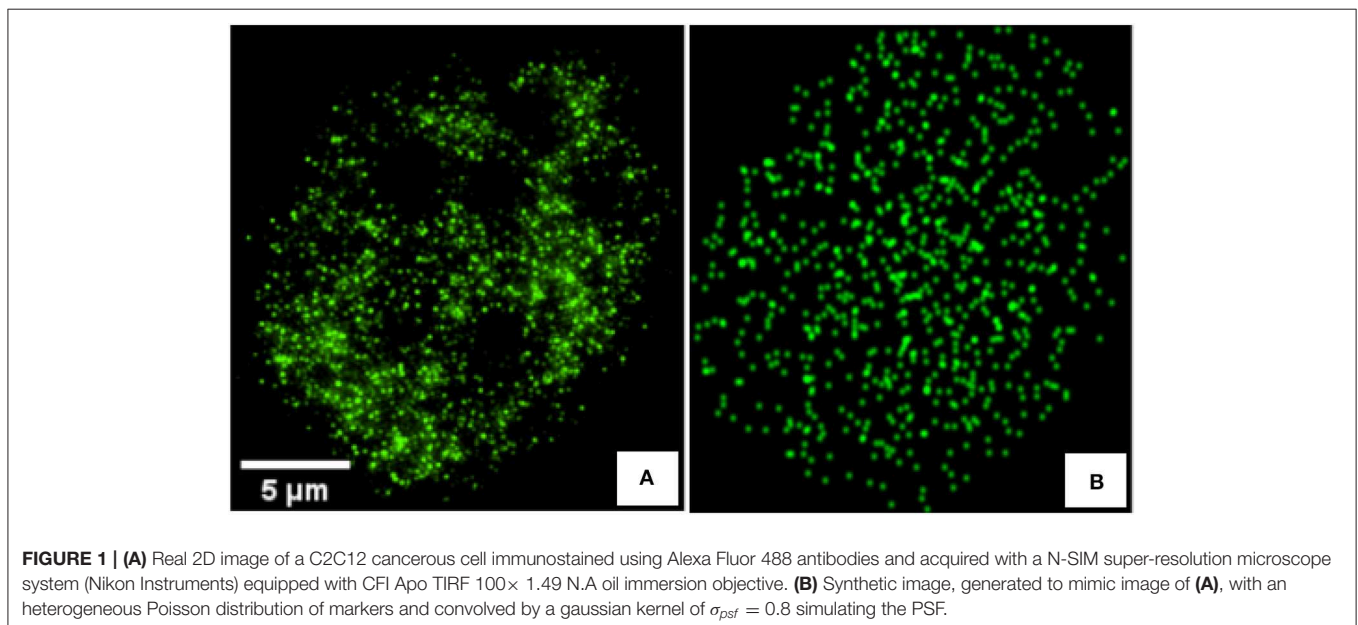 5 µm
A
B
FIGURE 1 | (A) Real 2D image of a C2C12 cancerous cell immunostained using Alexa Fluor 488 antibodies and acquired with a N-SIM super-resolution microscope
system (Nikon Instruments) equipped with CFI Apo TIRF 100× 1.49 N.A oil immersion objective. (B) Synthetic image, generated to mimic image of (A), with an
heterogeneous Poisson distribution of markers and convolved by a gaussian kernel of σpsf = 0.8 simulating the PSF.